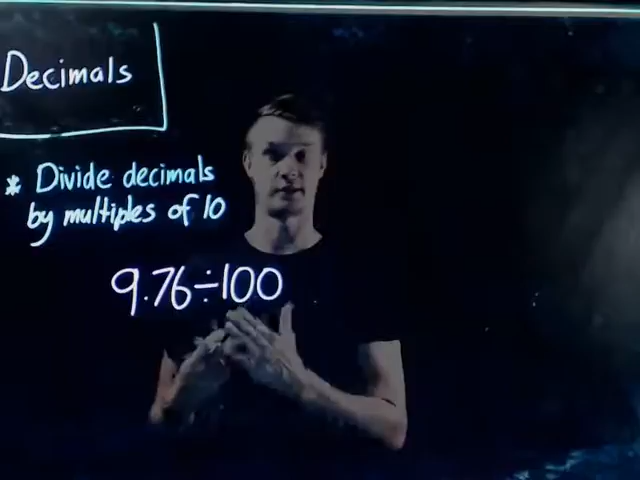 Decimals
* Divide decimals
by multiples of 10
9.76÷100